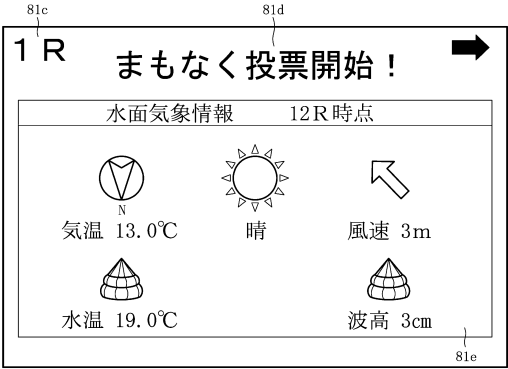 81c 81d
1R
まもなく投票開始！
水面気象情報 12R時点
N
気温 13.0℃ 晴 風速 3m
水温 19.0℃ 波高 3cm
81e